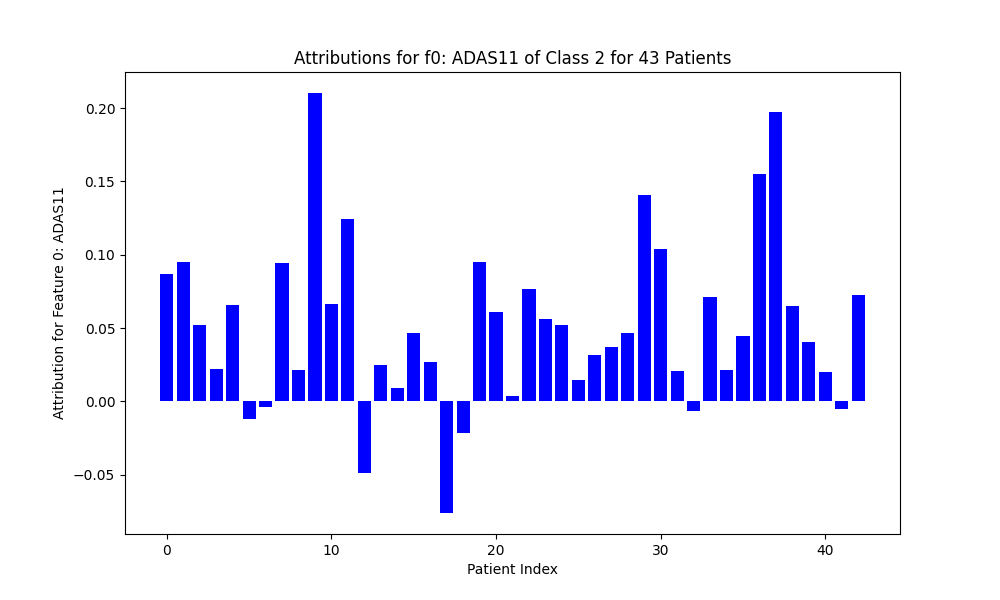 Attributions for f0: ADAS11 of Class 2 for 43 Patients
Attribution for Feature 0: ADAS11
0.20
0.15
0.10
0.05
0.00
−0.05
0 10 20 30 40
Patient Index